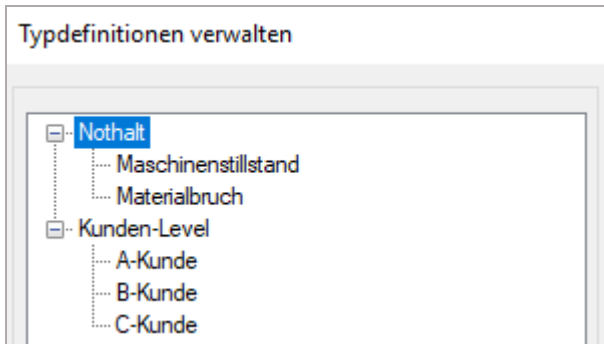 Typdefinitionen verwalten
Nothalt
Maschinenstillstand
Materialbruch
Kunden-Level
A-Kunde
B-Kunde
C-Kunde